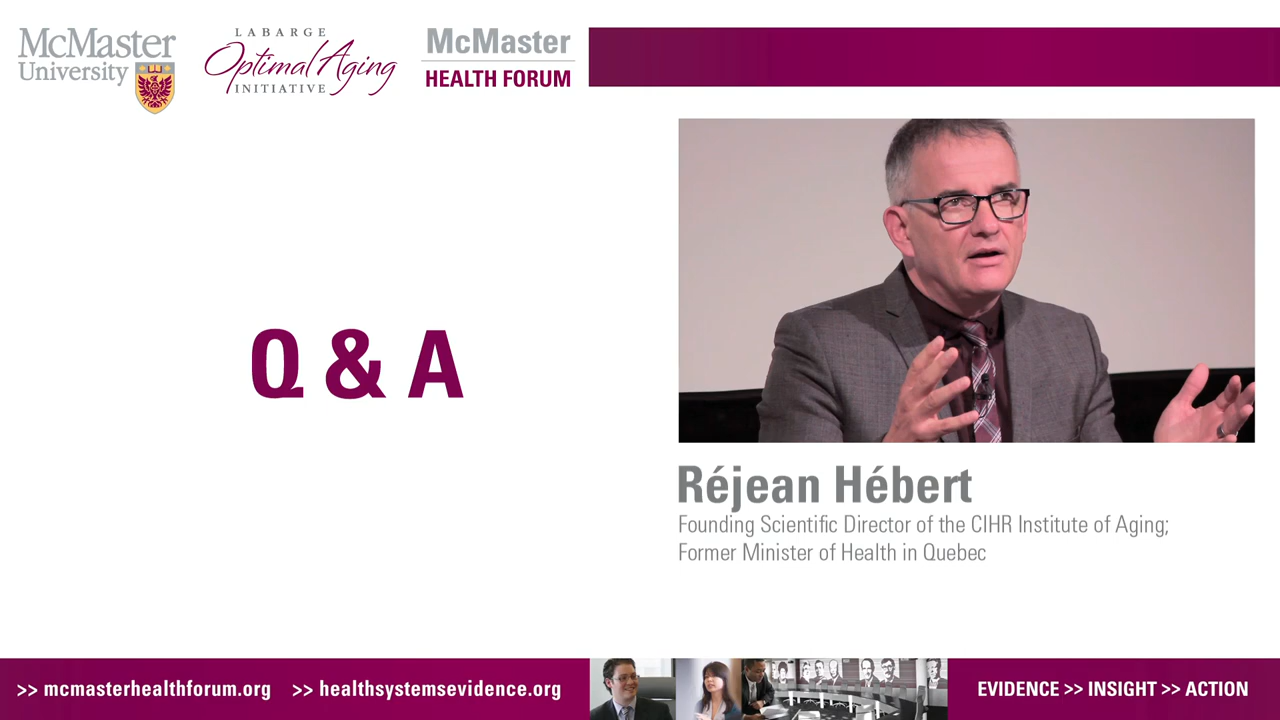 McMaster
University
LABARGE
Optimal Aging
INITIATIVE
McMaster
HEALTH FORUM
Q & A
Réjean Hébert
Founding Scientific Director of the CIHR Institute of Aging;
Former Minister of Health in Quebec
>> mcmasterhealthforum.org >> healthsystemsevidence.org
EVIDENCE >> INSIGHT >> ACTION